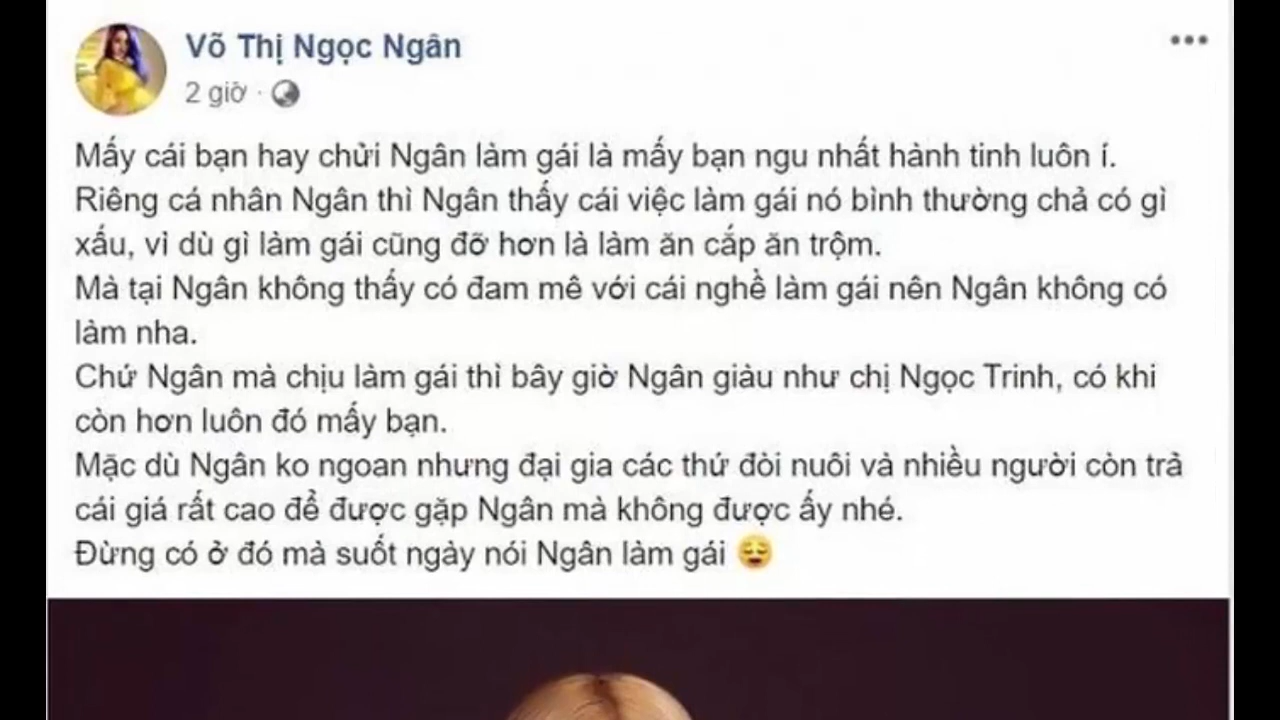 Võ Thị Ngọc Ngân
2 giờ ·
Mấy cái bạn hay chửi Ngân làm gái là mấy bạn ngu nhất hành tinh luôn í.
Riêng cá nhân Ngân thì Ngân thấy cái việc làm gái nó bình thường chả có gì
xấu, vì dù gì làm gái cũng đỡ hơn là làm ăn cắp ăn trộm.
Mà tại Ngân không thấy có đam mê với cái nghề làm gái nên Ngân không có
làm nha.
Chứ Ngân mà chịu làm gái thì bây giờ Ngân giàu như chị Ngọc Trinh, có khi
còn hơn luôn đó mấy bạn.
Mặc dù Ngân ko ngoan nhưng đại gia các thứ đòi nuôi và nhiều người còn trả
cái giá rất cao để được gặp Ngân mà không được ấy nhé.
Đừng có ở đó mà suốt ngày nói Ngân làm gái 😌